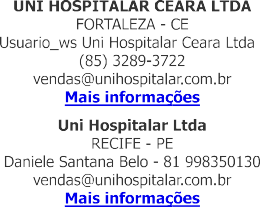 UNI HOSPITALAR CEARA LTDA
FORTALEZA - CE
Usuario_ws Uni Hospitalar Ceara Ltda
(85) 3289-3722
vendas@unihospitalar.com.br
Mais informações
Uni Hospitalar Ltda
RECIFE - PE
Daniele Santana Belo - 81 998350130
vendas@unihospitalar.com.br
Mais informações